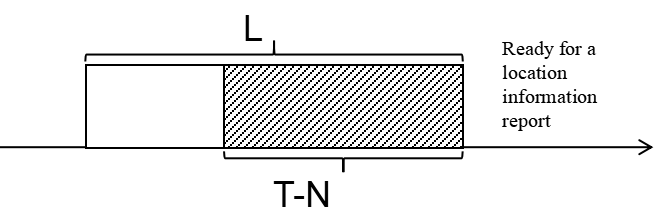 L
Ready for a
location
information
report
T-N